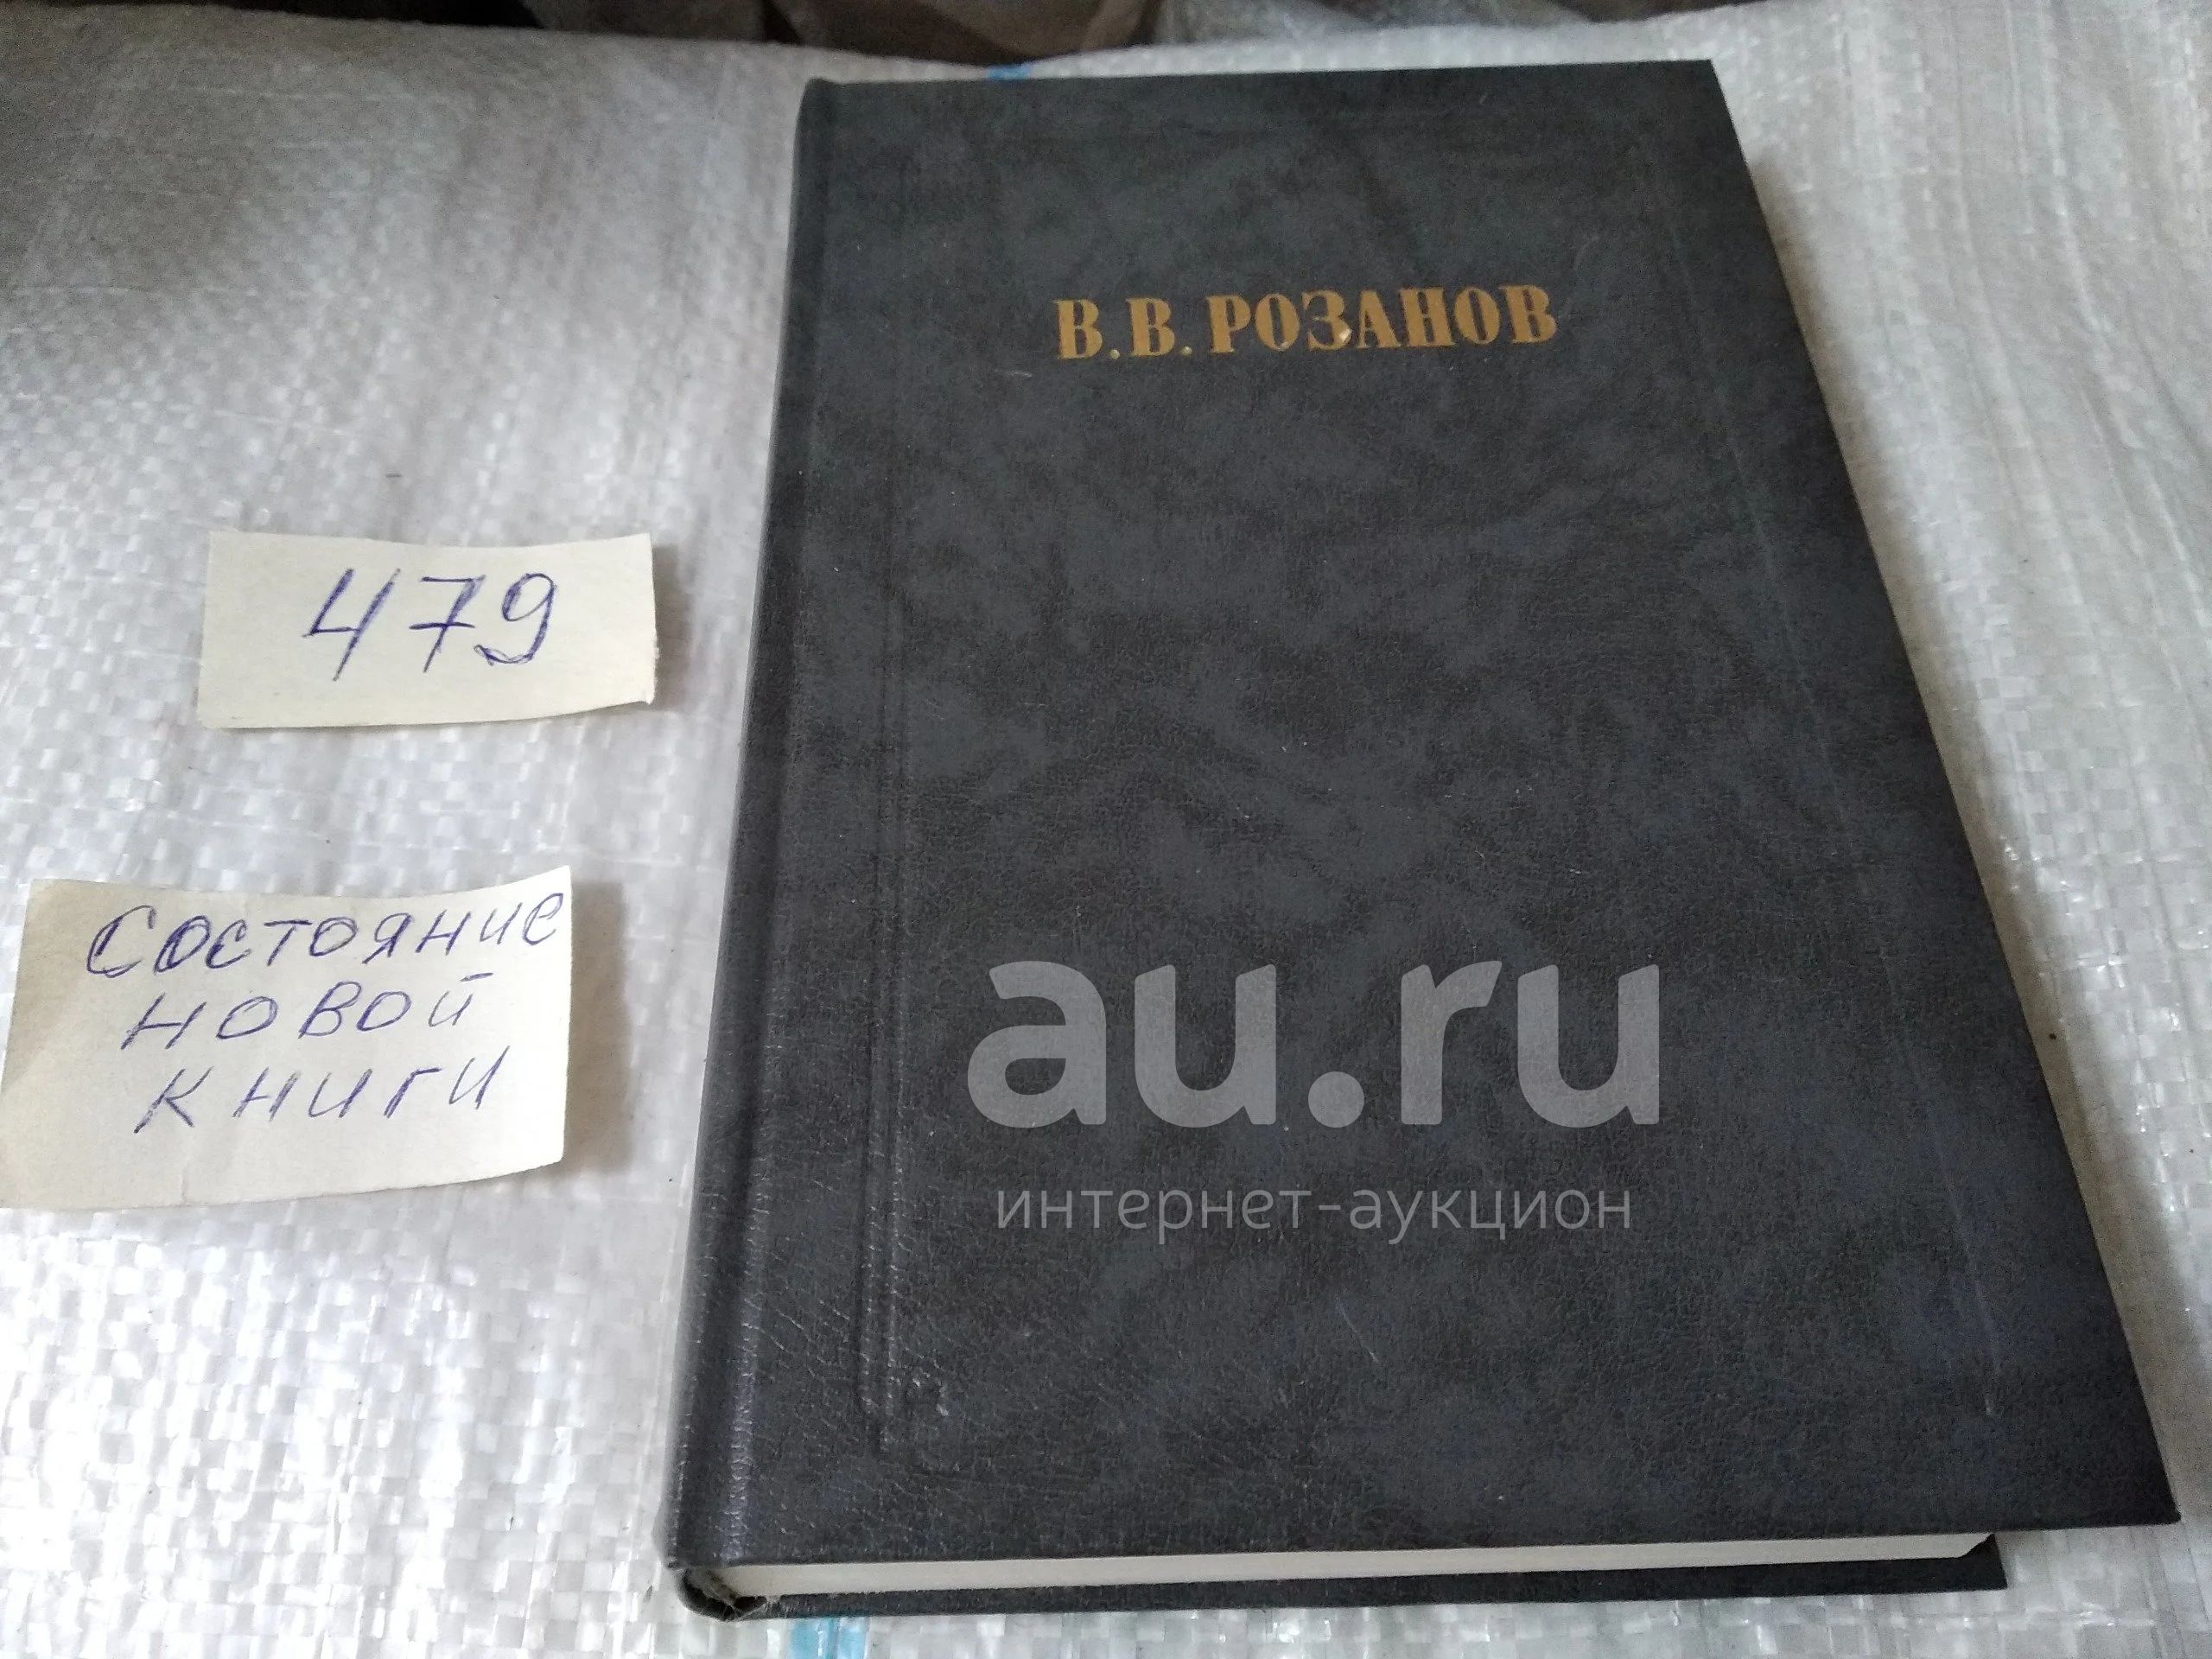 В.В.РОЗАНОВ
479
Состояние
новой
книги
au.ru
интернет-аукцион